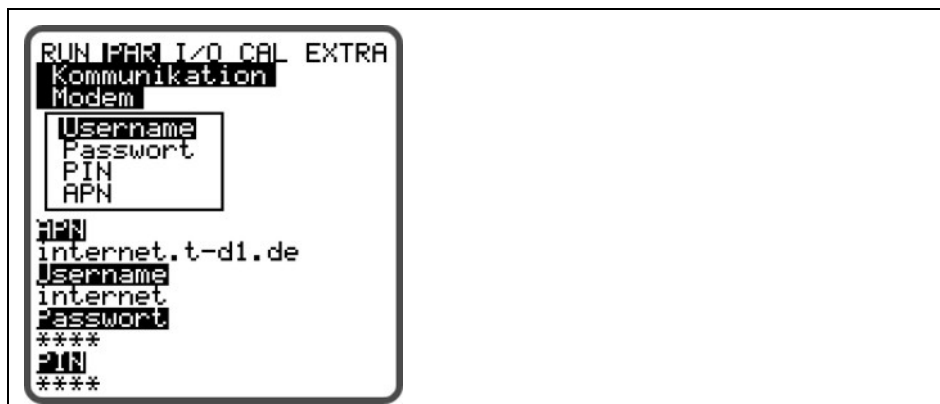 RUN PAR I/O CAL EXTRA
Kommunikation
Modem
Username
Passwort
PIN
APN
APN
internet.t-d1.de
Username
internet
Passwort
****
PIN
****